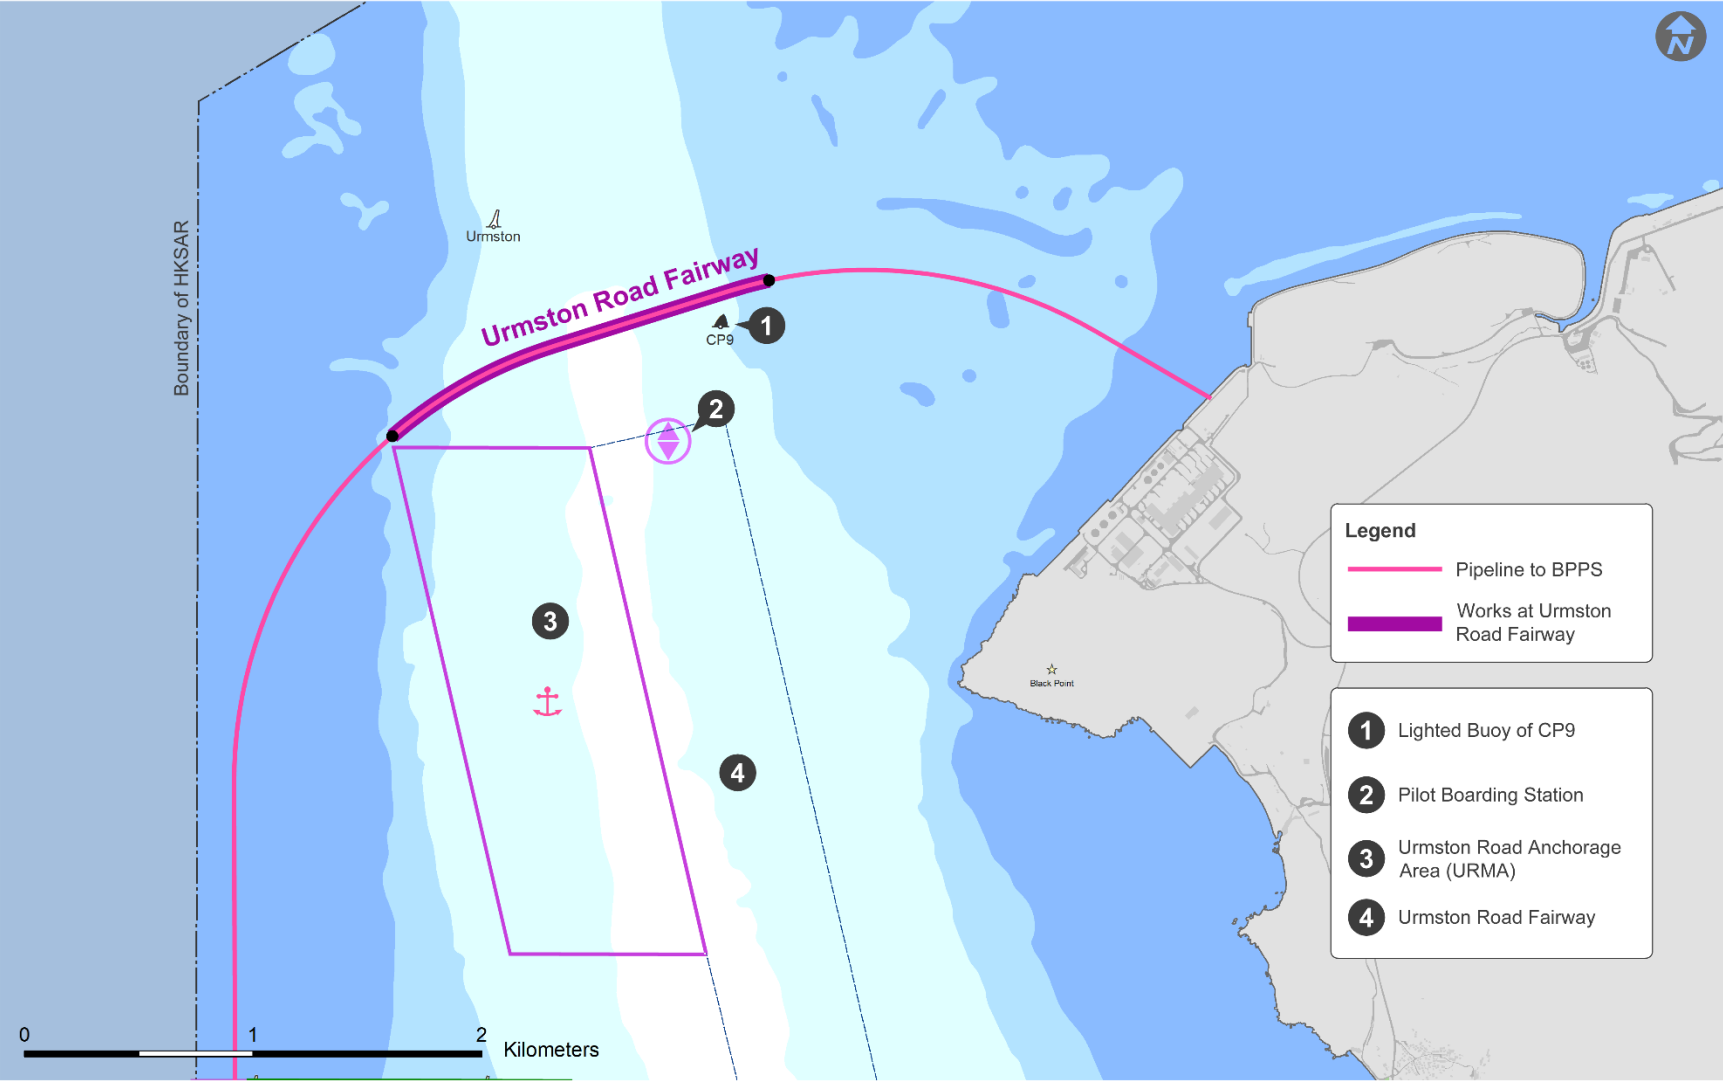 N
Boundary of HKSAR
Urmston
Urmston Road Fairway
1
CP9
2
3
4
Black Point
Legend
Pipeline to BPPS
Works at Urmston
Road Fairway
1 Lighted Buoy of CP9
2 Pilot Boarding Station
3 Urmston Road Anchorage
Area (URMA)
4 Urmston Road Fairway
0 1 2
Kilometers